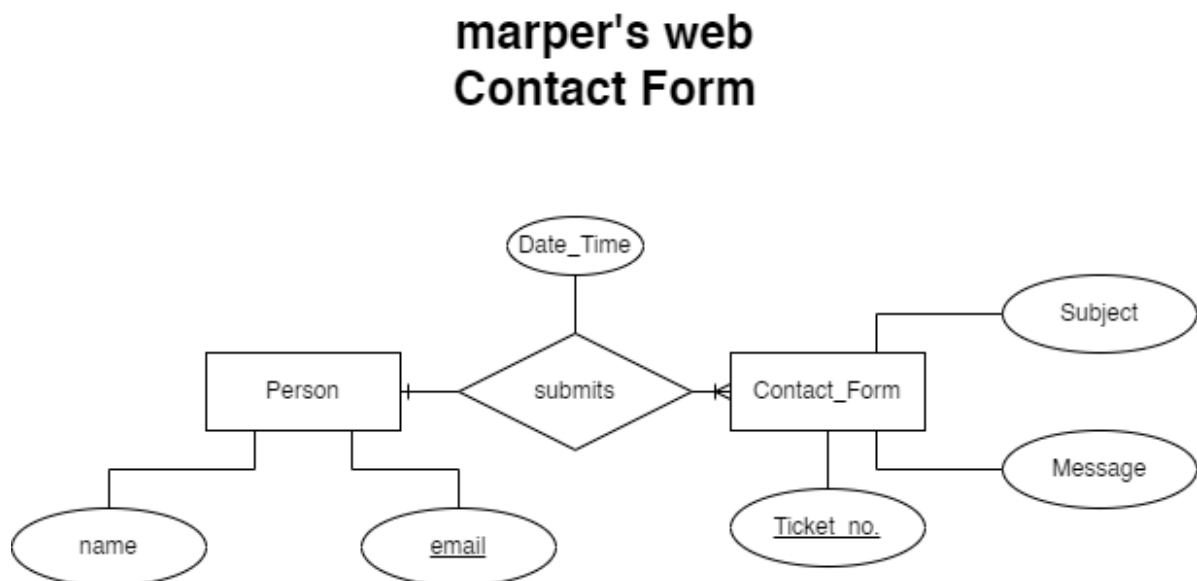 marper's web
Contact Form
Date_Time
Subject
Person
submits
Contact_Form
Message
Ticket_no.
name
email